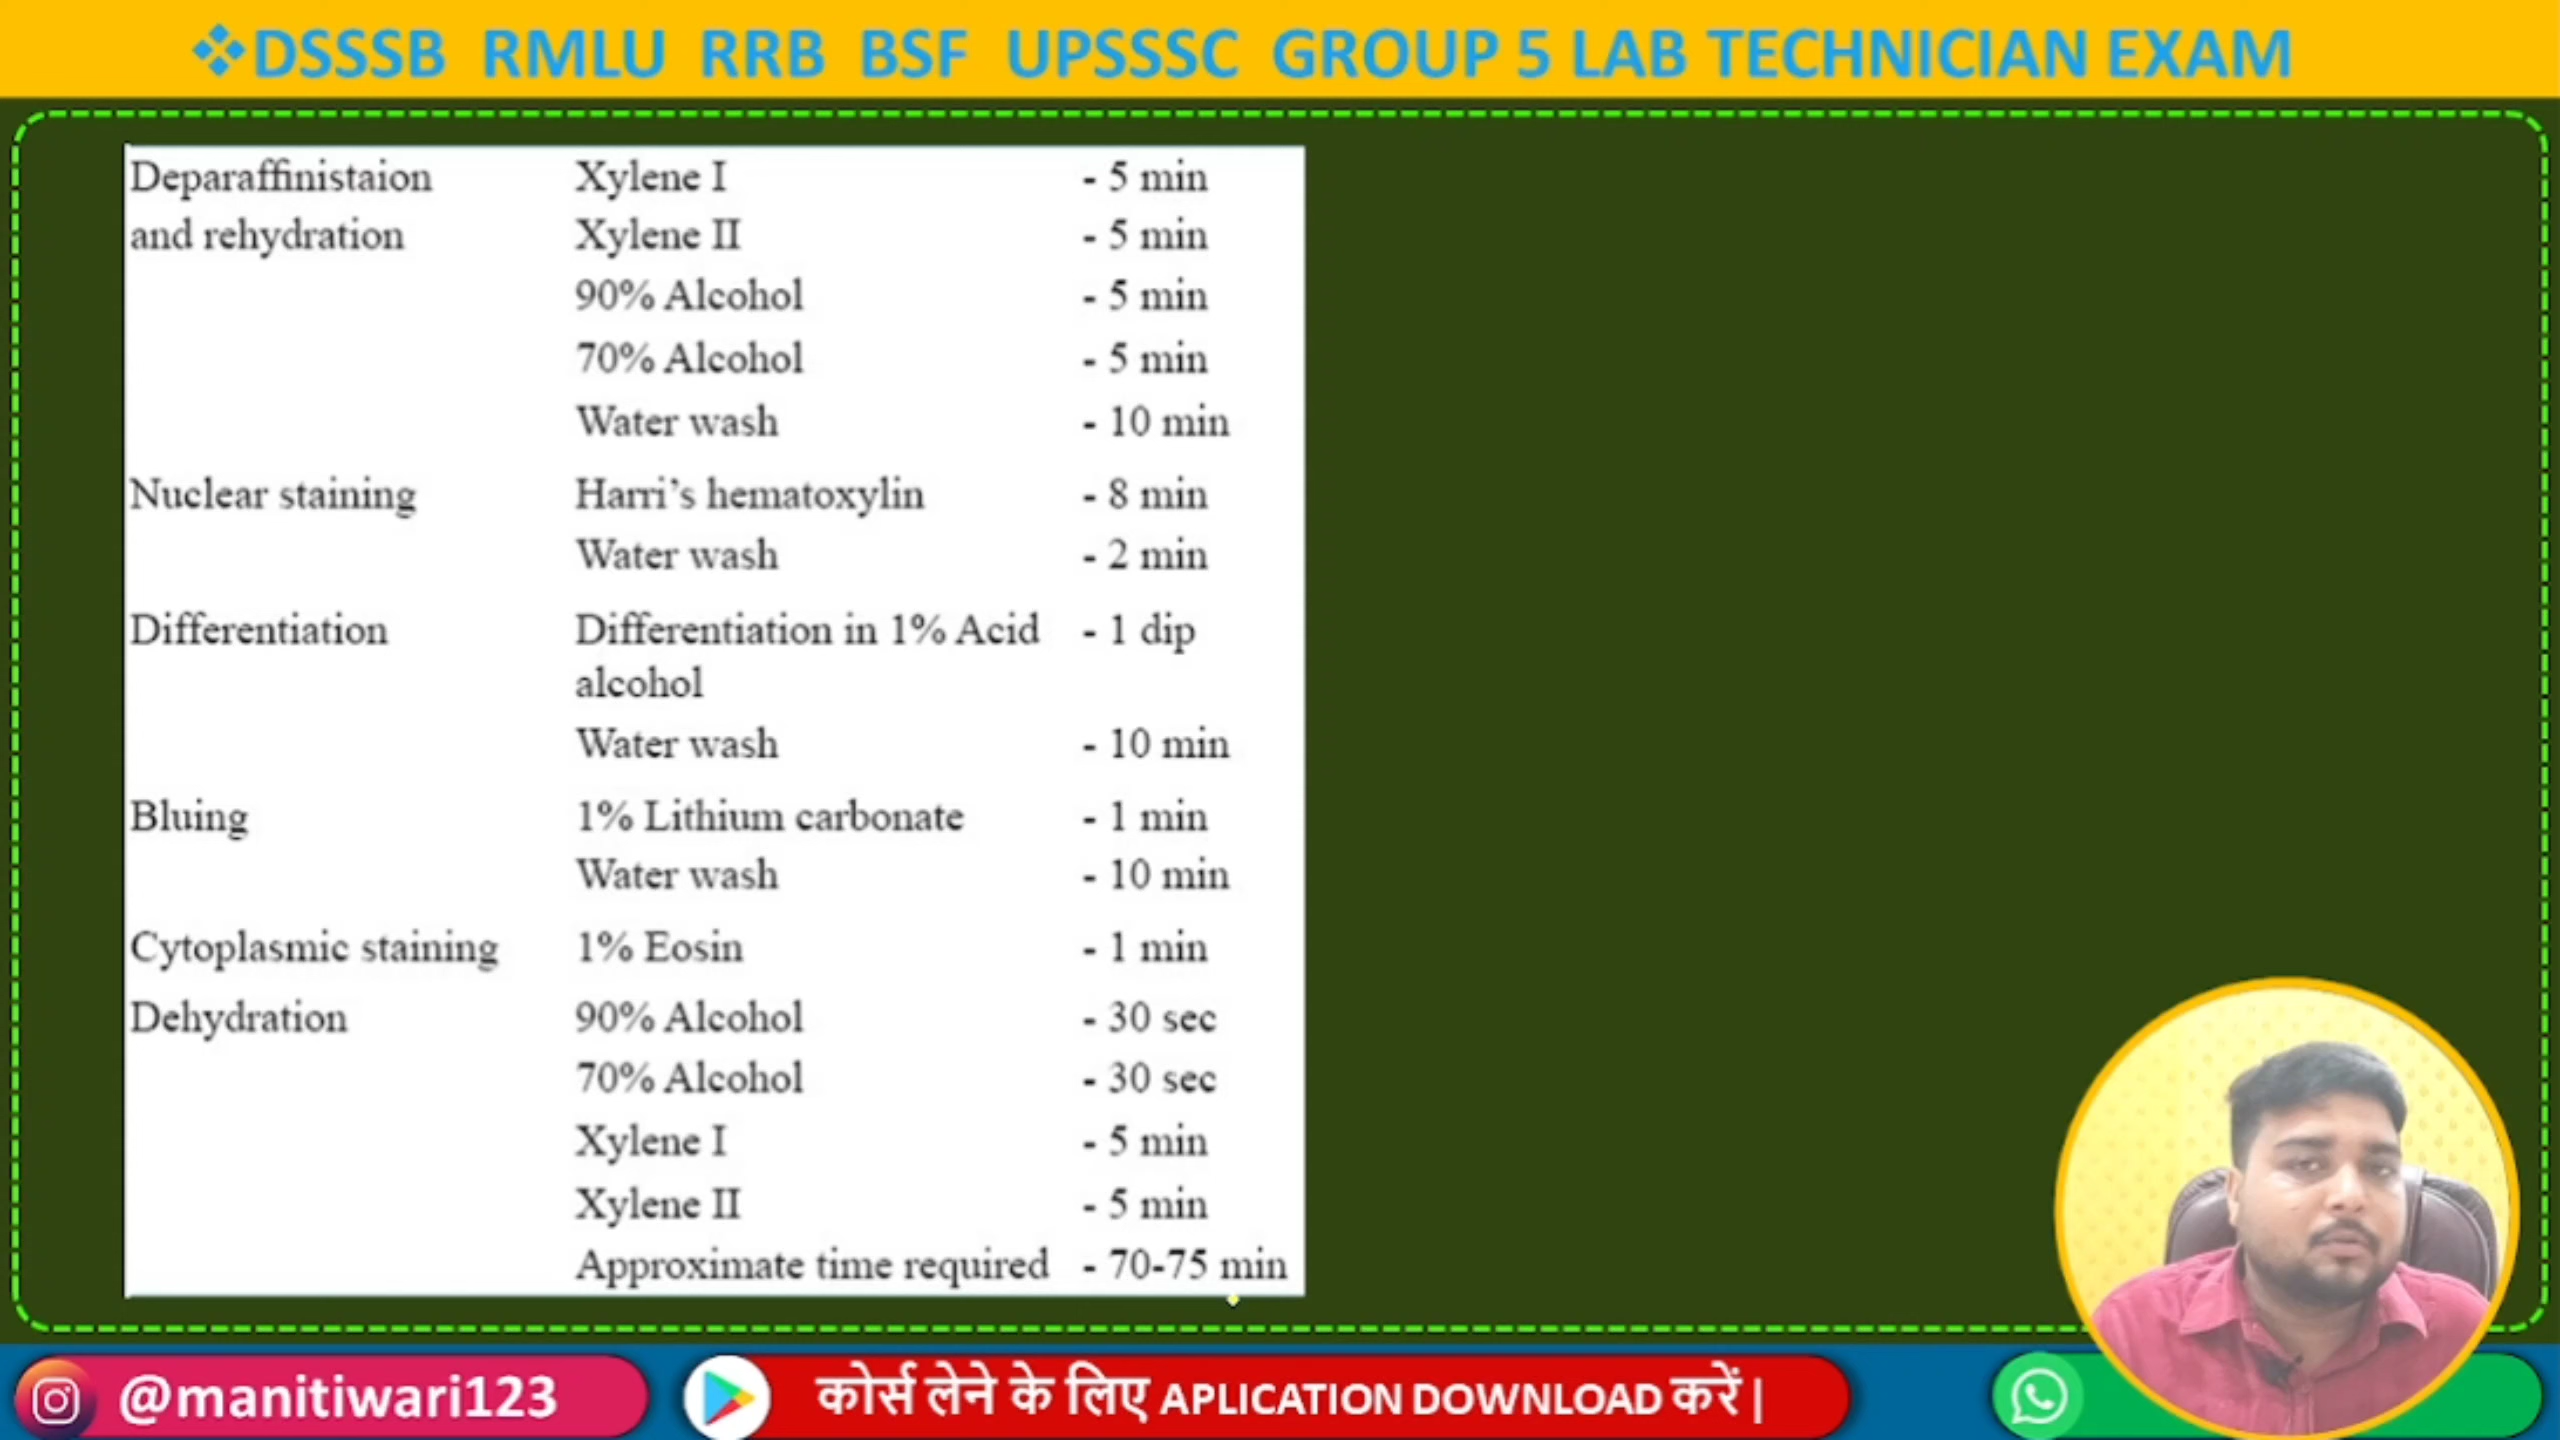 ❖DSSSB RMLU RRB BSF UPSSSC GROUP 5 LAB TECHNICIAN EXAM
Deparaffinistaion Xylene I - 5 min
and rehydration Xylene II - 5 min
90% Alcohol - 5 min
70% Alcohol - 5 min
Water wash - 10 min
Nuclear staining Harri's hematoxylin - 8 min
Water wash - 2 min
Differentiation Differentiation in 1% Acid - 1 dip
alcohol
Water wash - 10 min
Bluing 1% Lithium carbonate - 1 min
Water wash - 10 min
Cytoplasmic staining 1% Eosin - 1 min
Dehydration 90% Alcohol - 30 sec
70% Alcohol - 30 sec
Xylene I - 5 min
Xylene II - 5 min
Approximate time required - 70-75 min
@manitiwari123
कोर्स लेने के लिए APLICATION DOWNLOAD करें |